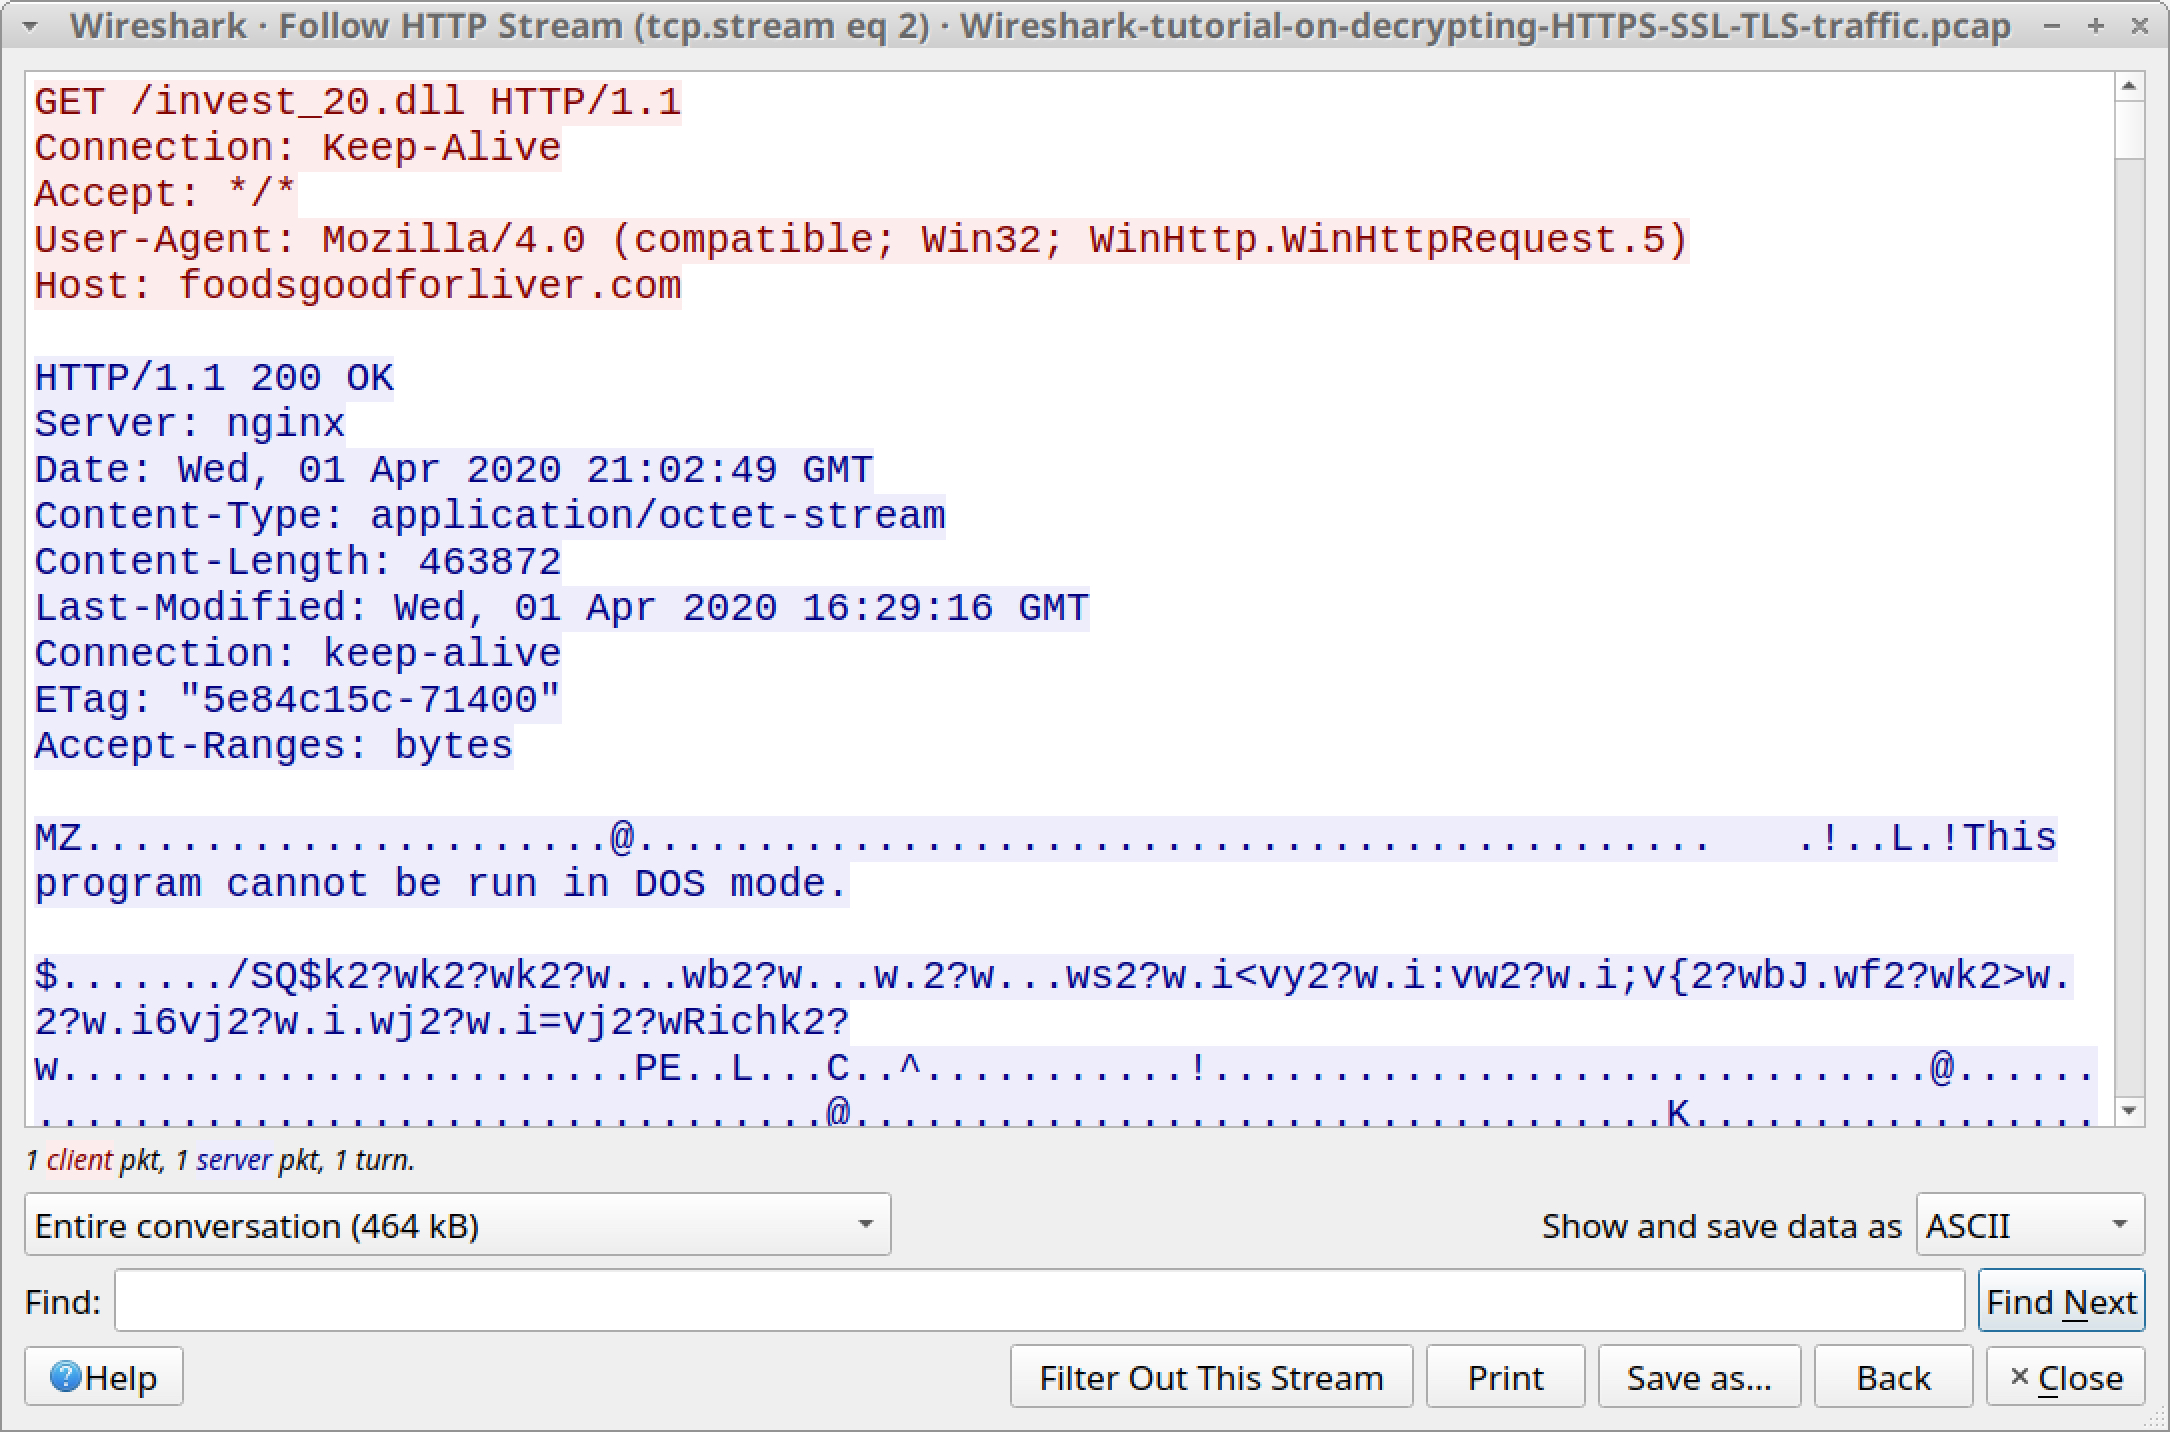 Wireshark · Follow HTTP Stream (tcp.stream eq 2) · Wireshark-tutorial-on-decrypting-HTTPS-SSL-TLS-traffic.pcap
GET /invest_20.dll HTTP/1.1
Connection: Keep-Alive
Accept: */*
User-Agent: Mozilla/4.0 (compatible; Win32; WinHttp.WinHttpRequest.5)
Host: foodsgoodforliver.com
HTTP/1.1 200 OK
Server: nginx
Date: Wed, 01 Apr 2020 21:02:49 GMT
Content-Type: application/octet-stream
Content-Length: 463872
Last-Modified: Wed, 01 Apr 2020 16:29:16 GMT
Connection: keep-alive
ETag: "5e84c15c-71400"
Accept-Ranges: bytes
MZ......................@.............................................   .!..L.!This
program cannot be run in DOS mode.
$......./SQ$k2?wk2?wk2?w...wb2?w...w.2?w...ws2?w.i<vy2?w.i:vw2?w.i;v{2?wbJ.wf2?wk2>w.
2?w.i6vj2?w.i.wj2?w.i=vj2?wRichk2?
w........................PE..L...C..^...........!..............................@......
.................................@..................................K.................
1 client pkt, 1 server pkt, 1 turn.
Entire conversation (464 kB)
Show and save data as ASCII
Find:
Find Next
Help
Filter Out This Stream
Print
Save as...
Back
Close